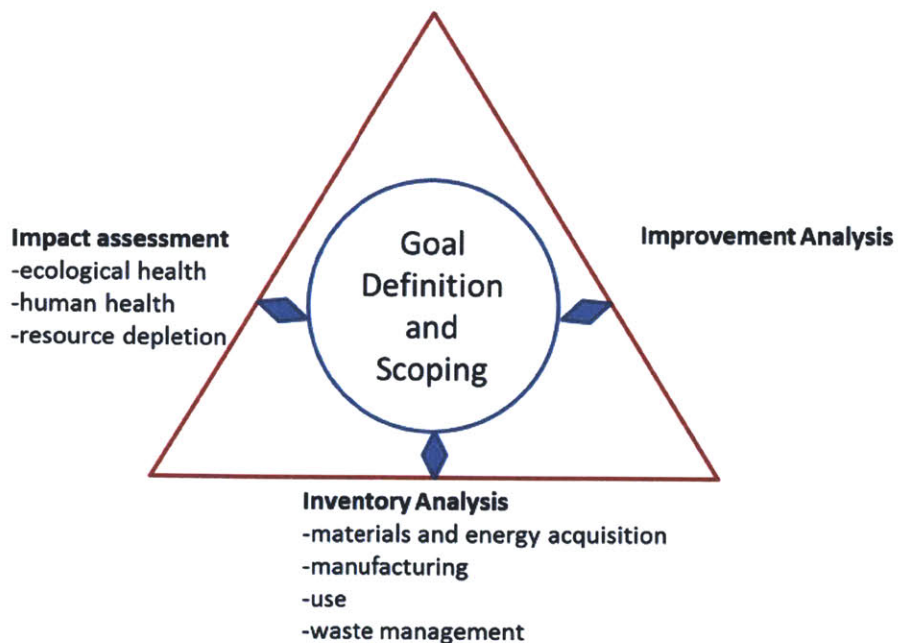 Impact assessment
-ecological health
-human health
-resource depletion
Goal
Definition
and
Scoping
Improvement Analysis
Inventory Analysis
-materials and energy acquisition
-manufacturing
-use
-waste management